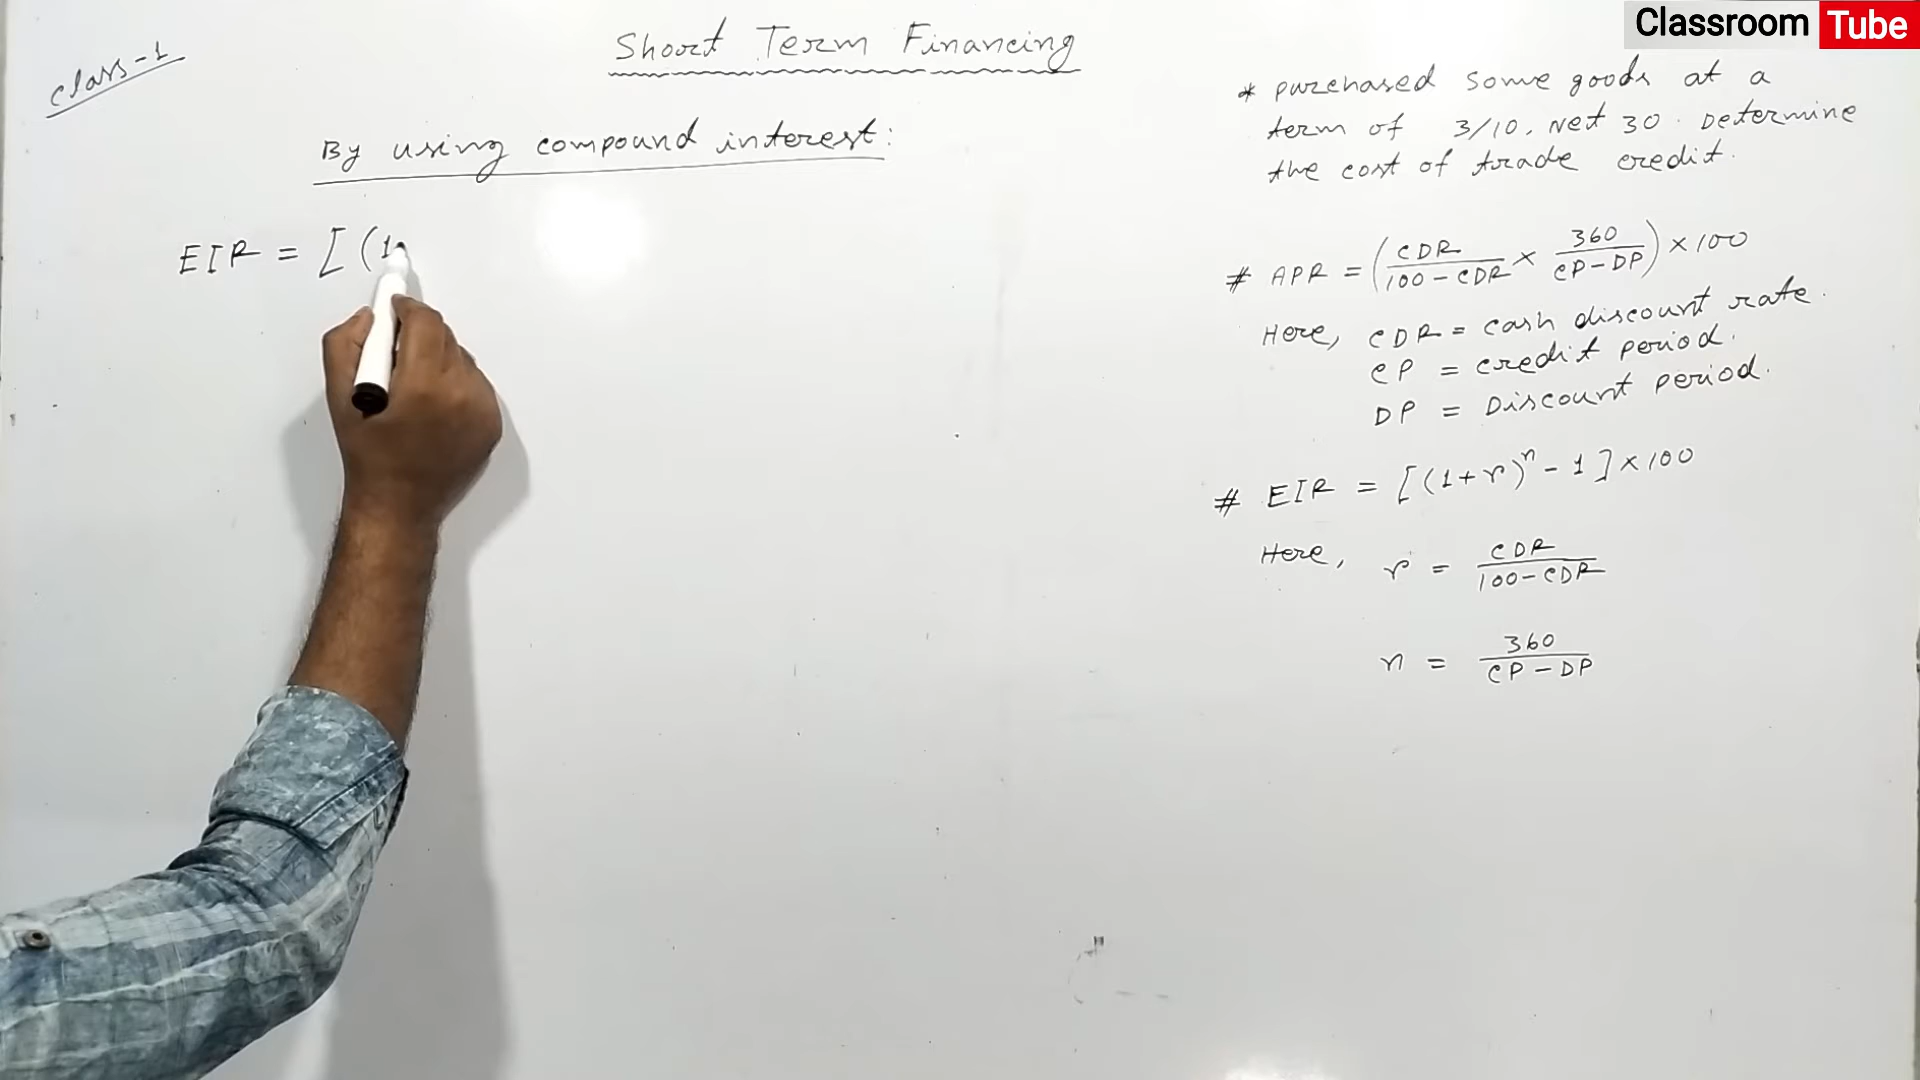 Classroom Tube
Class-1
Short Term Financing
By using compound interest:
EIR = [(1
* purchased some goods at a
term of 3/10, Net 30. Determine
the cost of trade credit.
# APR = (CDR/100-CDR × 360/CP-DP) × 100
Here, CDR = cash discount rate.
CP = credit period.
DP = Discount period.
# EIR = [(1+r)^n - 1] × 100
Here, r = CDR/100-CDR
n = 360/CP-DP